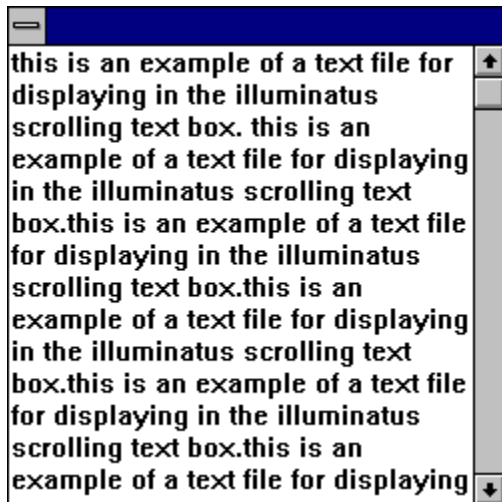 this is an example of a text file for
displaying in the illuminatus
scrolling text box. this is an
example of a text file for displaying
in the illuminatus scrolling text
box.this is an example of a text file
for displaying in the illuminatus
scrolling text box.this is an
example of a text file for displaying
in the illuminatus scrolling text
box.this is an example of a text file
for displaying in the illuminatus
scrolling text box.this is an
example of a text file for displaying